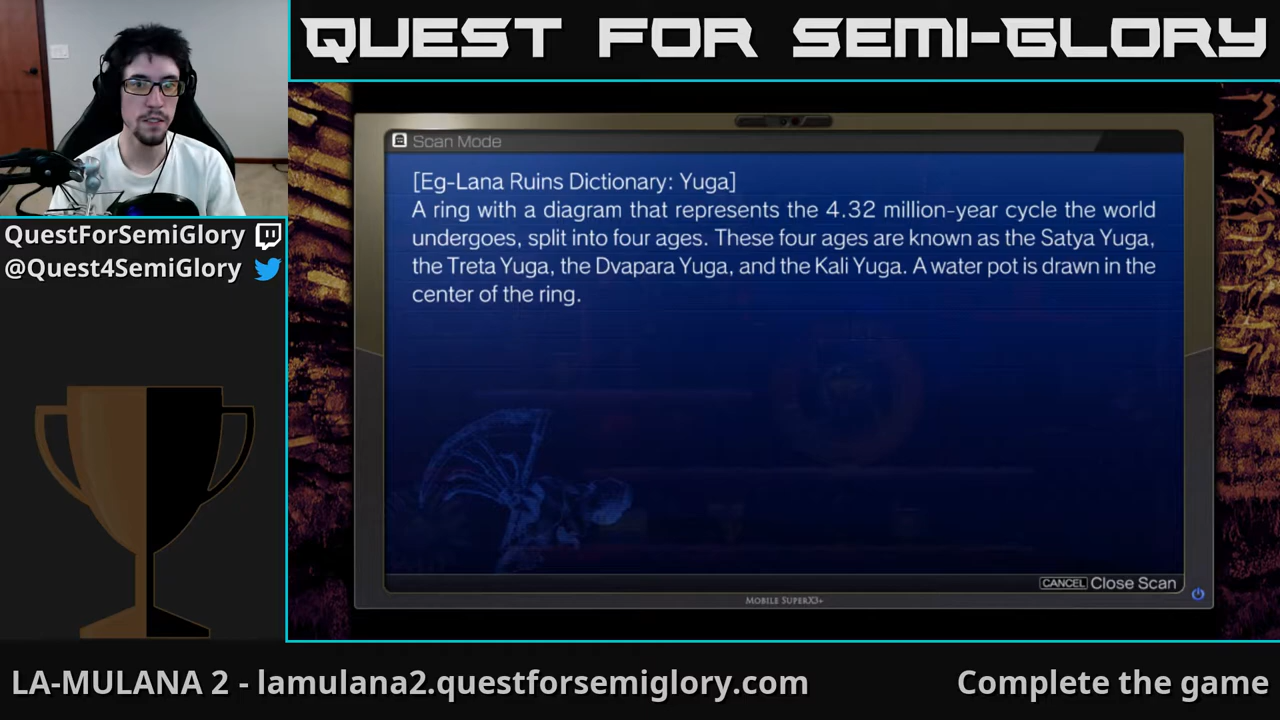 QUEST FOR SEMI-GLORY
Scan Mode
[Eg-Lana Ruins Dictionary: Yuga]
A ring with a diagram that represents the 4.32 million-year cycle the world
undergoes, split into four ages. These four ages are known as the Satya Yuga,
the Treta Yuga, the Dvapara Yuga, and the Kali Yuga. A water pot is drawn in the
center of the ring.
CANCEL Close Scan
MOBILE SUPERX3+
QuestForSemiGlory
@Quest4SemiGlory
LA-MULANA 2 - lamulana2.questforsemiglory.com
Complete the game